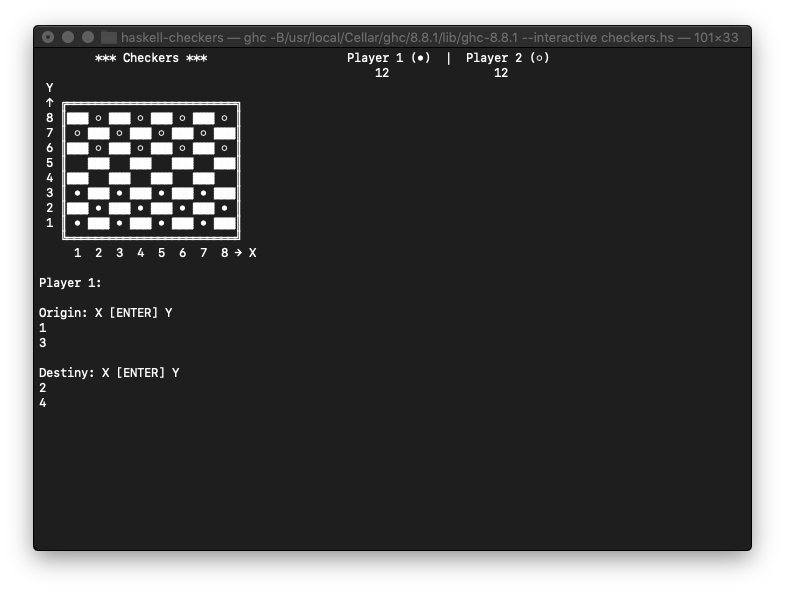 haskell-checkers — ghc -B/usr/local/Cellar/ghc/8.8.1/lib/ghc-8.8.1 --interactive checkers.hs — 101×33
*** Checkers *** Player 1 (●) | Player 2 (○)
12 12
Y
↑
8 ○ ○ ○ ○
7 ○ ○ ○ ○
6 ○ ○ ○ ○
5
4
3 ● ● ● ●
2 ● ● ● ●
1 ● ● ● ●
1 2 3 4 5 6 7 8 → X
Player 1:
Origin: X [ENTER] Y
1
3
Destiny: X [ENTER] Y
2
4